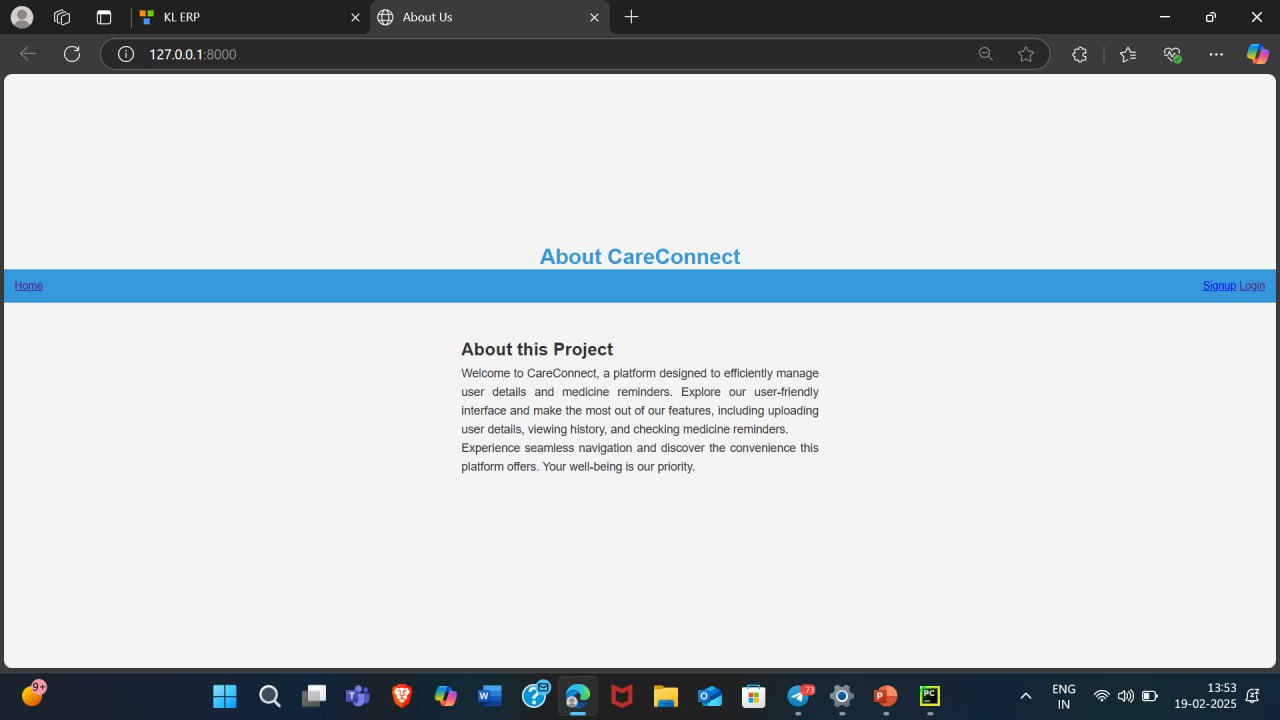 KL ERP
About Us
127.0.0.1:8000
About CareConnect
Home
Signup Login
About this Project
Welcome to CareConnect, a platform designed to efficiently manage
user details and medicine reminders. Explore our user-friendly
interface and make the most out of our features, including uploading
user details, viewing history, and checking medicine reminders.
Experience seamless navigation and discover the convenience this
platform offers. Your well-being is our priority.
9+
T
W
73
P
PC
ENG
IN
13:53
19-02-2025